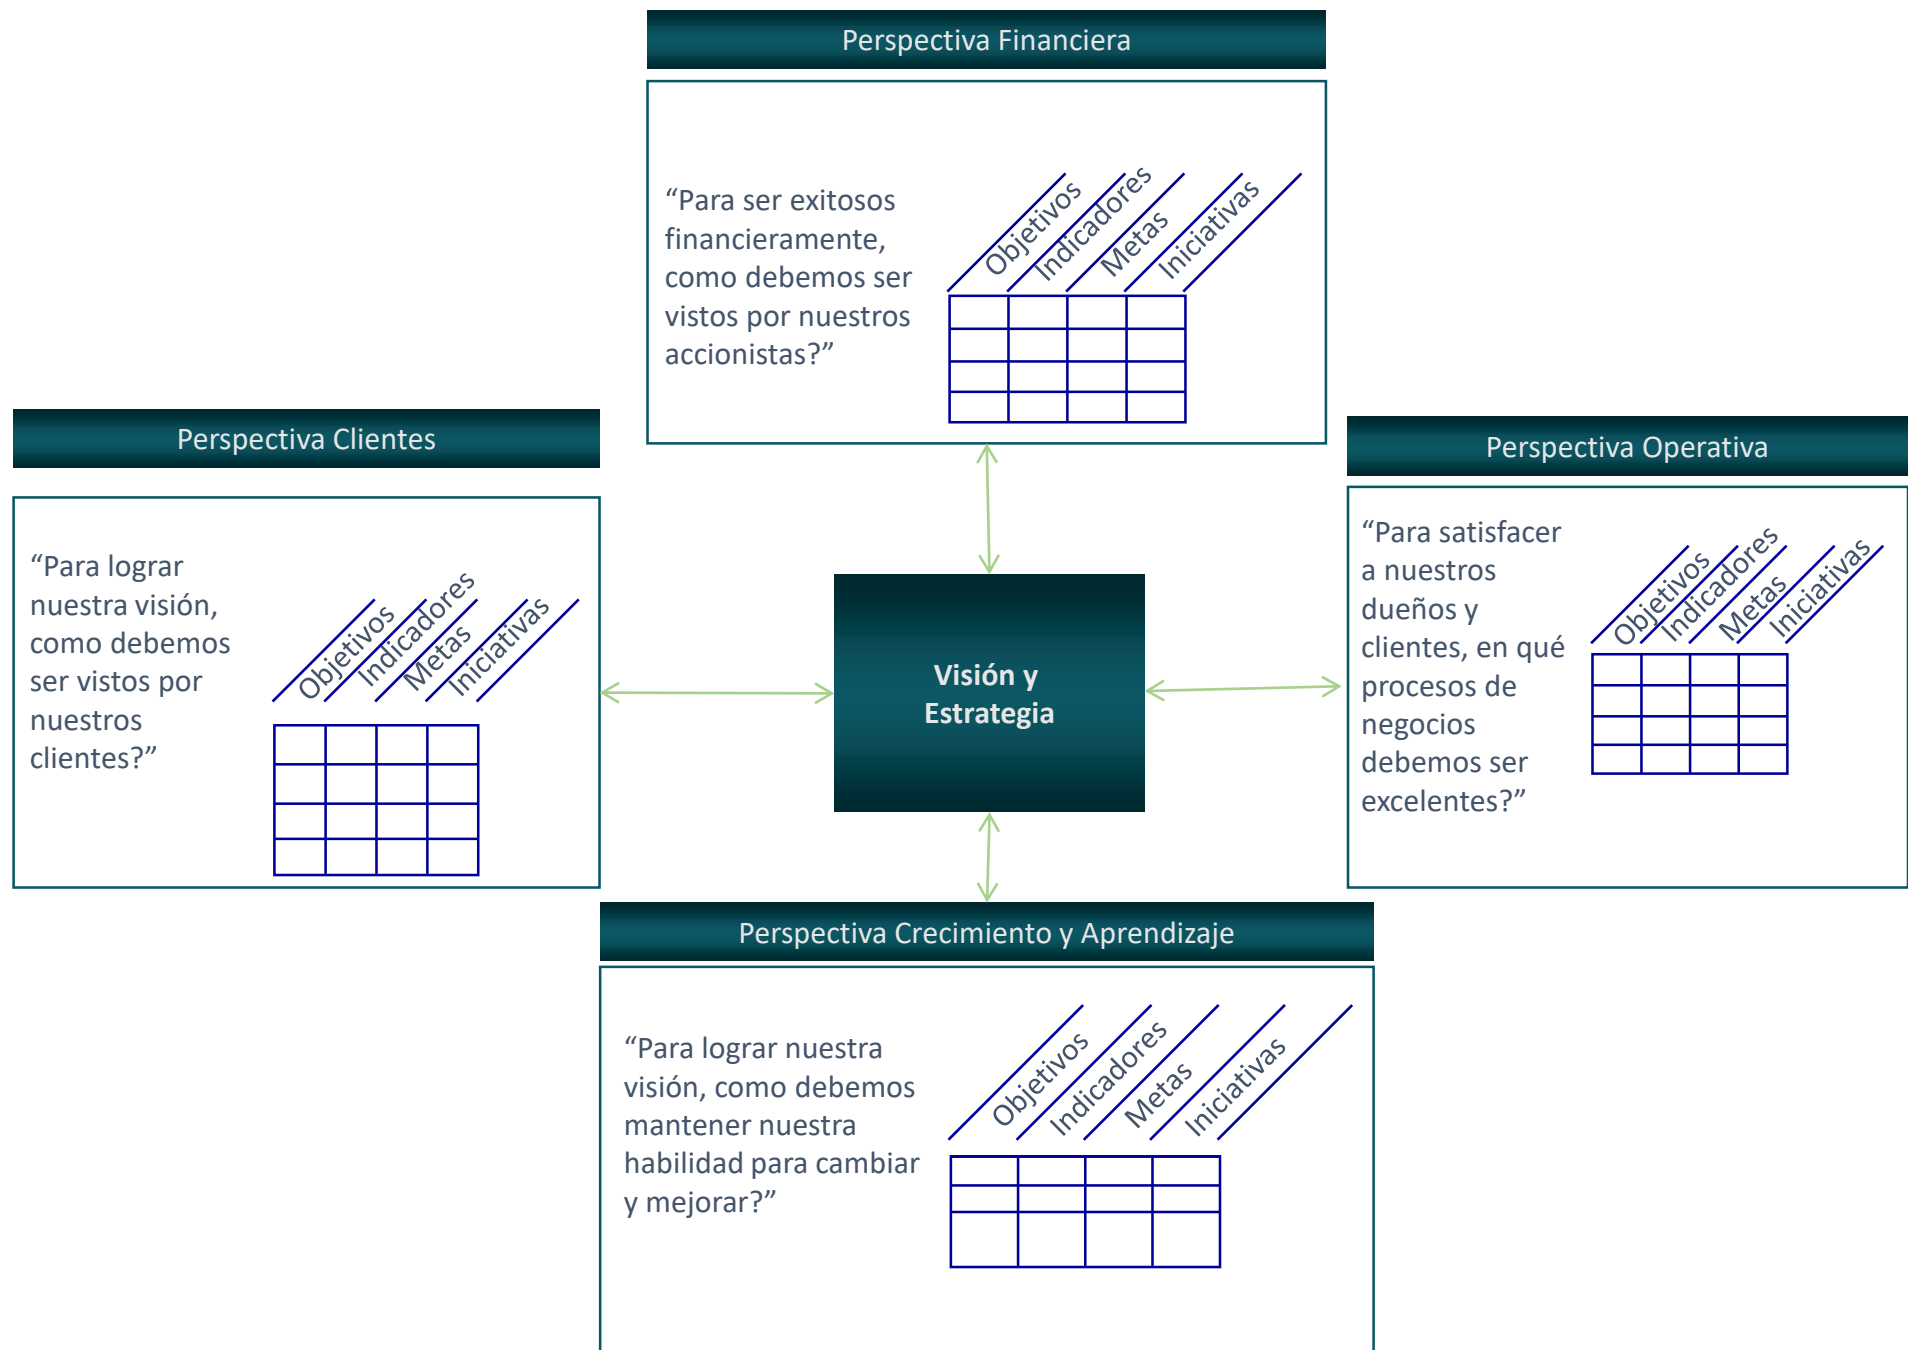 Perspectiva Financiera
“Para ser exitosos
financieramente,
como debemos ser
vistos por nuestros
accionistas?”
Objetivos
Indicadores
Metas
Iniciativas
Perspectiva Clientes
“Para lograr
nuestra visión,
como debemos
ser vistos por
nuestros
clientes?”
Objetivos
Indicadores
Metas
Iniciativas
Visión y
Estrategia
Perspectiva Operativa
“Para satisfacer
a nuestros
dueños y
clientes, en qué
procesos de
negocios
debemos ser
excelentes?”
Objetivos
Indicadores
Metas
Iniciativas
Perspectiva Crecimiento y Aprendizaje
“Para lograr nuestra
visión, como debemos
mantener nuestra
habilidad para cambiar
y mejorar?”
Objetivos
Indicadores
Metas
Iniciativas